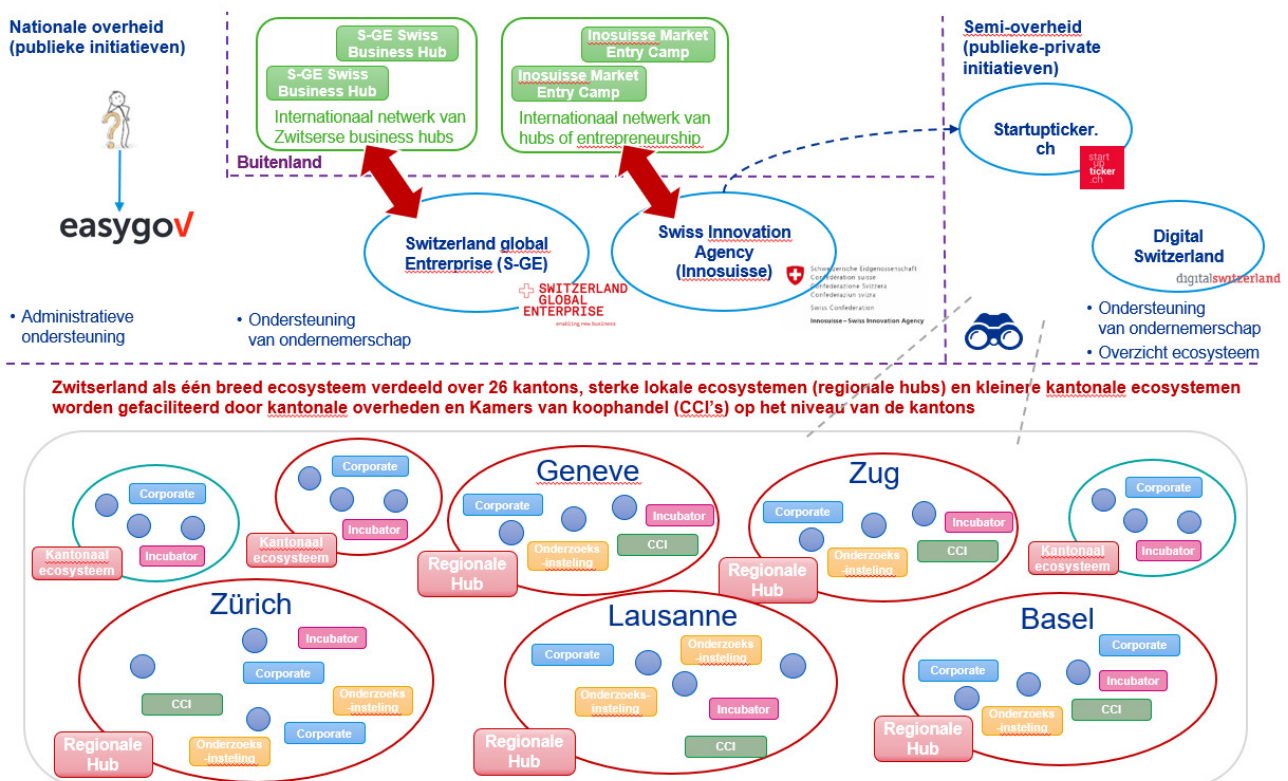 Nationale overheid
(publieke initiatieven)
S-GE Swiss
Business Hub
S-GE Swiss
Business Hub
Internationaal netwerk van
Zwitserse business hubs
Inosuisse Market
Entry Camp
Inosuisse Market
Entry Camp
Internationaal netwerk van
hubs of entrepreneurship
Buitenland
Semi-overheid
(publieke-private
initiatieven)
Startupticker.
ch
start
up
ticker
.ch
?
easygov
Switzerland global
Entrerprise (S-GE)
SWITZERLAND
GLOBAL
ENTERPRISE
enabling new business
Swiss Innovation
Agency
(Innosuisse)
Schweizerische Eidgenossenschaft
Confédération suisse
Confederazione Svizzera
Confederaziun svizra
Swiss Confederation
Innosuisse – Swiss Innovation Agency
Digital
Switzerland
digitalswitzerland
• Administratieve
ondersteuning
• Ondersteuning
van ondernemerschap
• Ondersteuning
van ondernemerschap
• Overzicht ecosysteem
Zwitserland als één breed ecosysteem verdeeld over 26 kantons, sterke lokale ecosystemen (regionale hubs) en kleinere kantonale ecosystemen
worden gefaciliteerd door kantonale overheden en Kamers van koophandel (CCI's) op het niveau van de kantons
Corporate
Incubator
Kantonaal
ecosysteem
Corporate
Incubator
Kantonaal
ecosysteem
Geneve
Corporate
Incubator
Onderzoeks
-insteling
CCI
Regionale
Hub
Zug
Corporate
Incubator
Onderzoeks
-insteling
CCI
Regionale
Hub
Corporate
Incubator
Kantonaal
ecosysteem
Zürich
Incubator
Corporate
CCI
Onderzoeks
-insteling
Corporate
Onderzoeks
-insteling
Regionale
Hub
Lausanne
Corporate
Onderzoeks
-insteling
Onderzoeks-
insteling
Incubator
CCI
Regionale
Hub
Basel
Corporate
Corporate
Incubator
Onderzoeks
-insteling
CCI
Regionale
Hub